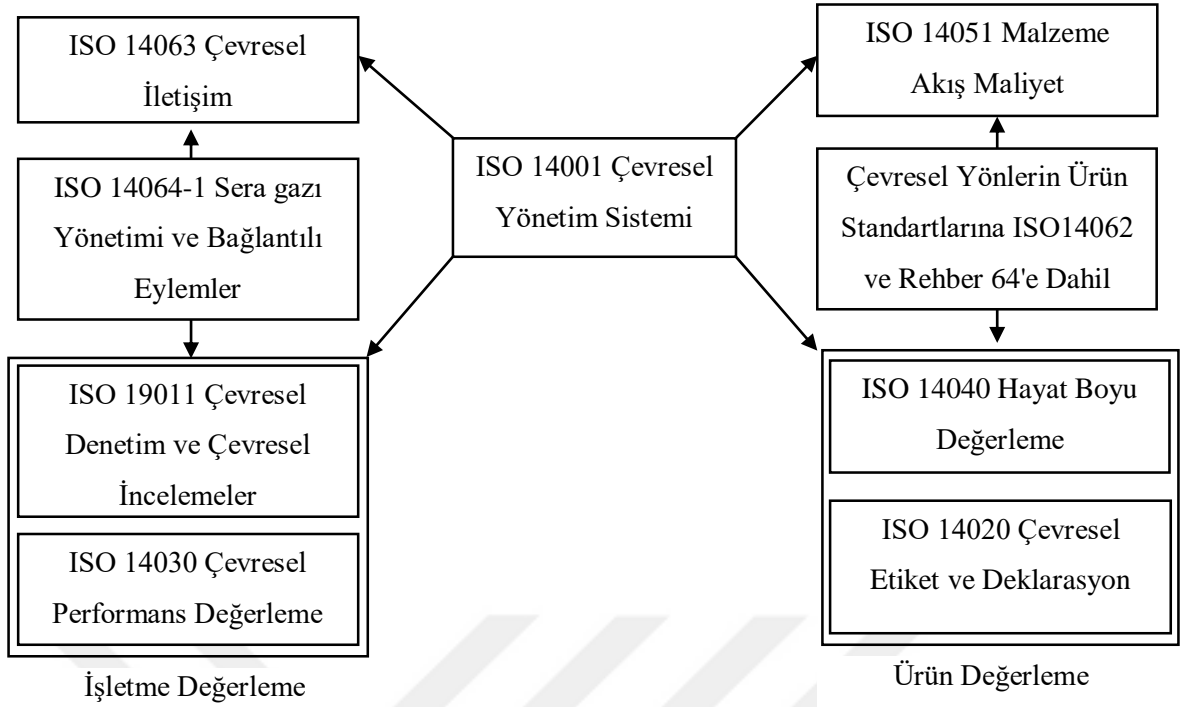 ISO 14063 Çevresel
İletişim
ISO 14064-1 Sera gazı
Yönetimi ve Bağlantılı
Eylemler
ISO 19011 Çevresel
Denetim ve Çevresel
İncelemeler
ISO 14030 Çevresel
Performans Değerleme
İşletme Değerleme
ISO 14001 Çevresel
Yönetim Sistemi
ISO 14051 Malzeme
Akış Maliyet
Çevresel Yönlerin Ürün
Standartlarına ISO14062
ve Rehber 64'e Dahil
ISO 14040 Hayat Boyu
Değerleme
ISO 14020 Çevresel
Etiket ve Deklarasyon
Ürün Değerleme